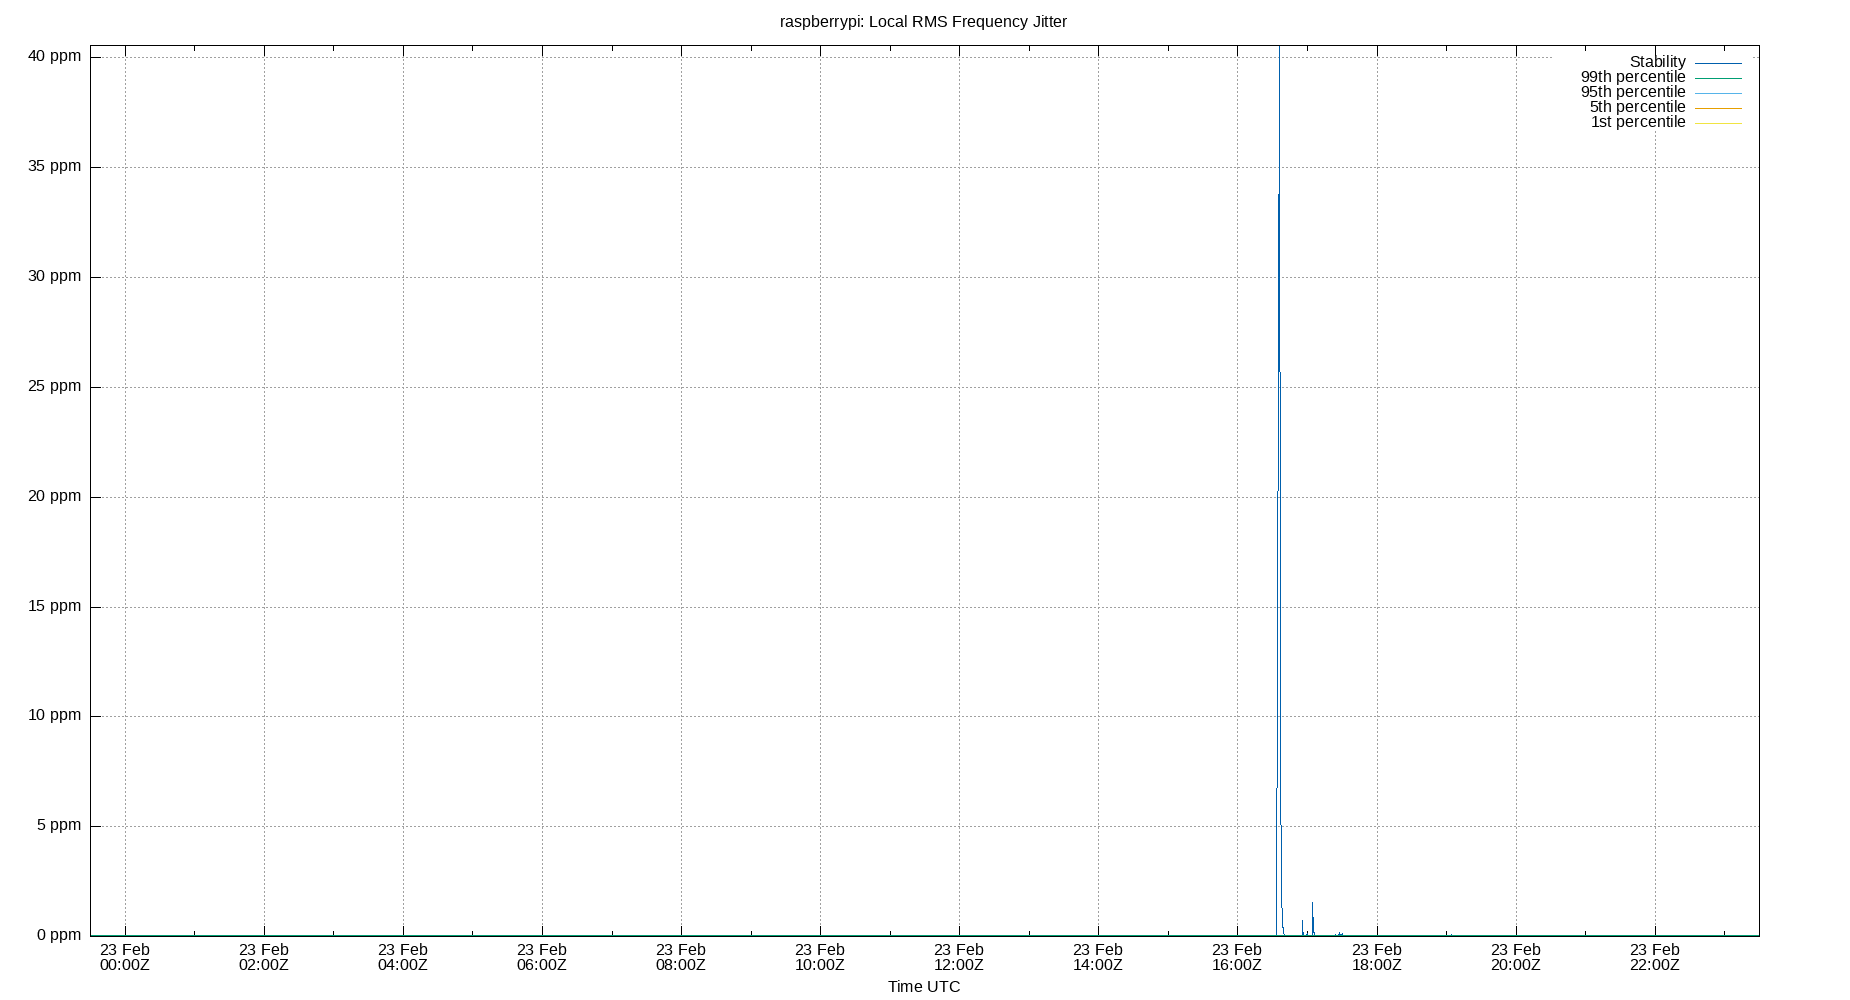 raspberrypi: Local RMS Frequency Jitter
40 ppm
35 ppm
30 ppm
25 ppm
20 ppm
15 ppm
10 ppm
5 ppm
0 ppm
Stability
99th percentile
95th percentile
5th percentile
1st percentile
23 Feb 23 Feb 23 Feb 23 Feb 23 Feb 23 Feb 23 Feb 23 Feb 23 Feb 23 Feb 23 Feb 23 Feb
00:00Z 02:00Z 04:00Z 06:00Z 08:00Z 10:00Z 12:00Z 14:00Z 16:00Z 18:00Z 20:00Z 22:00Z
Time UTC